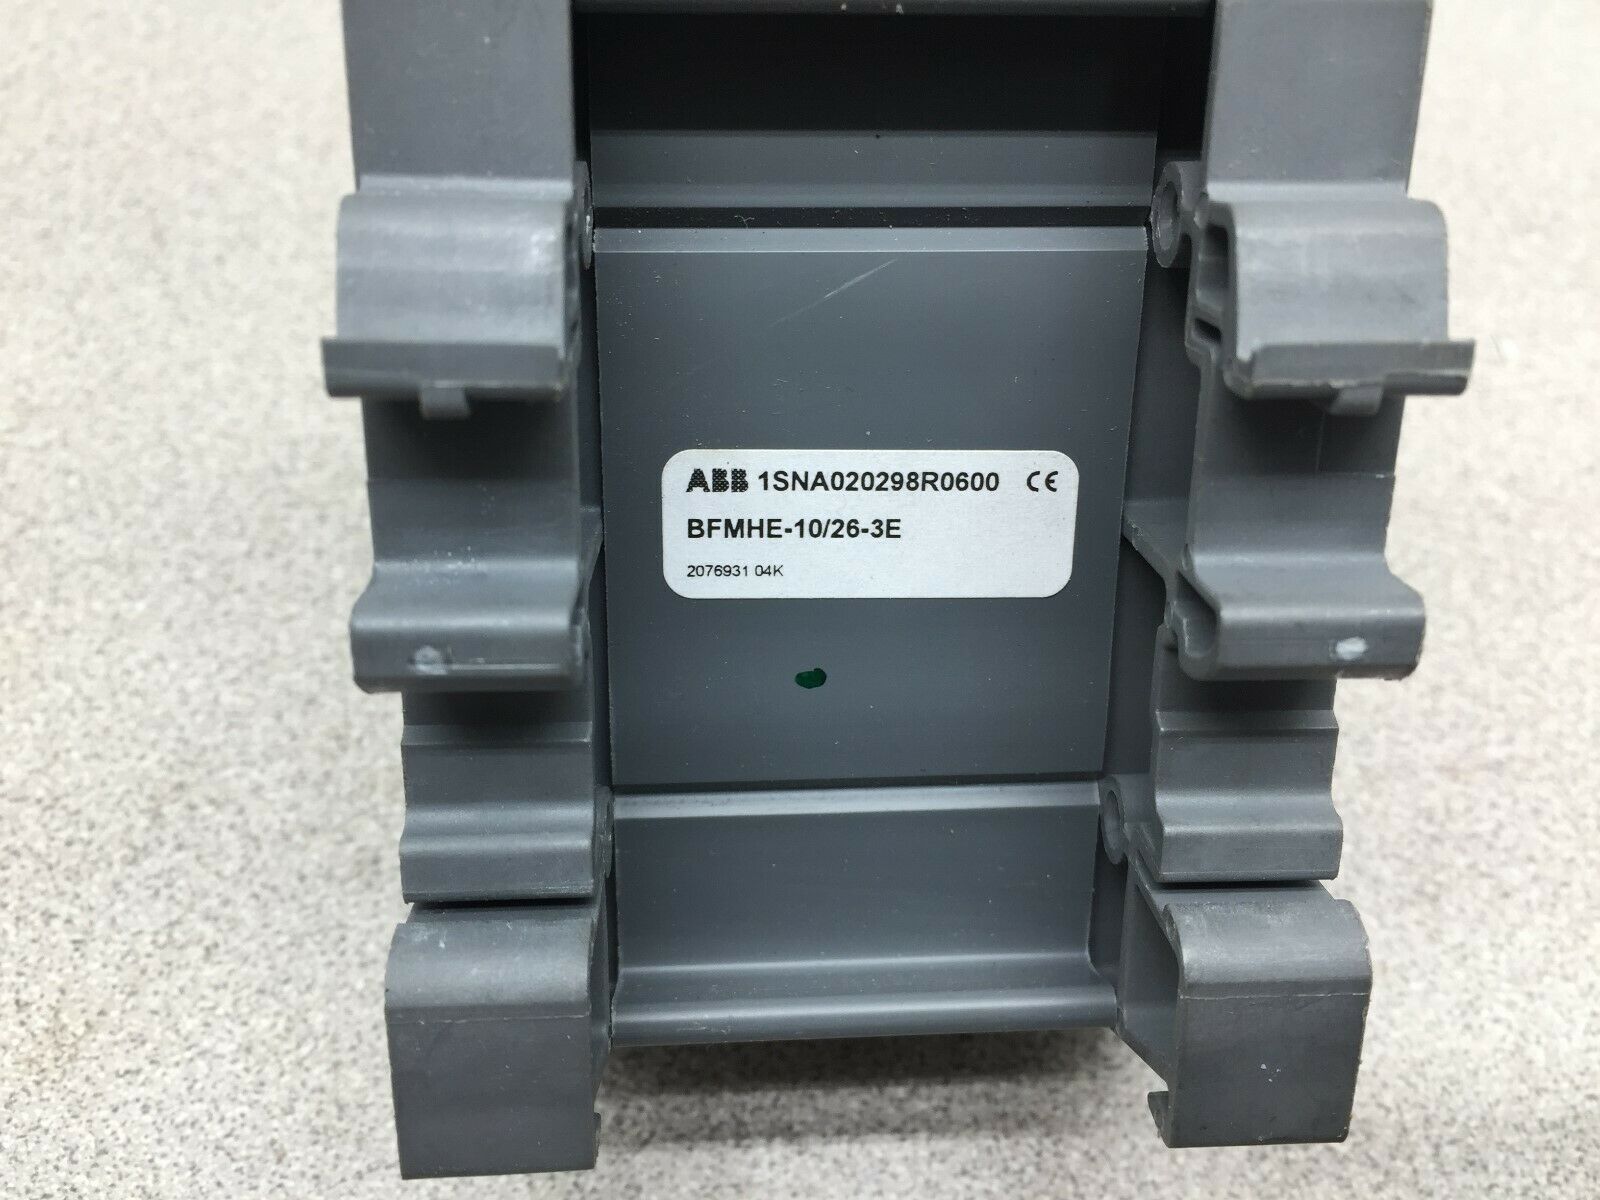 ABB 1SNA020298R0600 CE
BFMHE-10/26-3E
2076931 04K